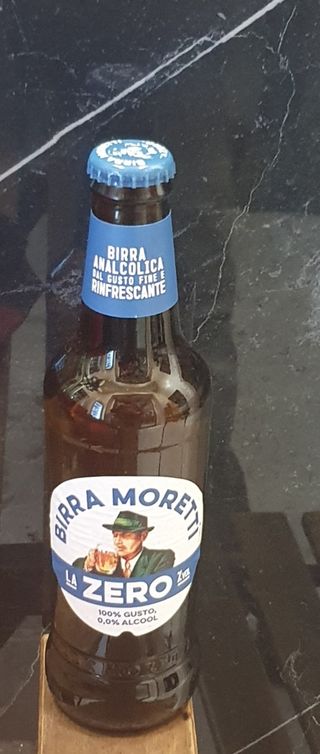 BIRRA
ANALCOLICA
DAL GUSTO FINE E
RINFRESCANTE
BIRRA MORETTI
LA ZERO
100% GUSTO,
0,0% ALCOOL